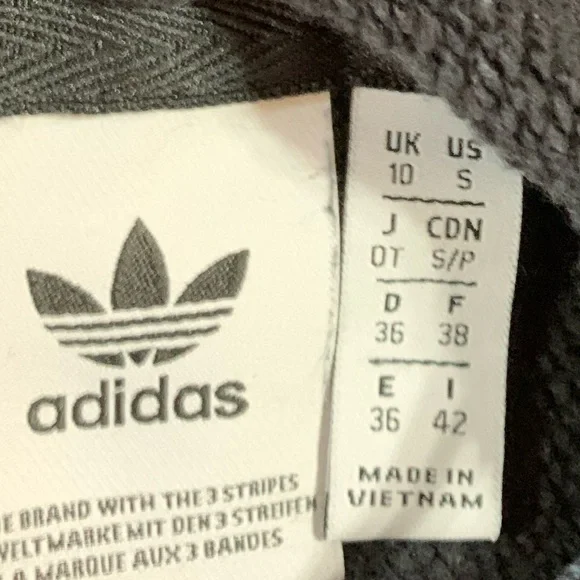 adidas
E BRAND WITH THE 3 STRIPES
WELTMARKE MIT DEN 3 STREIFEN
A MARQUE AUX 3 BANDES
UK US
10 S
J CDN
OT S/P
D F
36 38
E I
36 42
MADE IN
VIETNAM